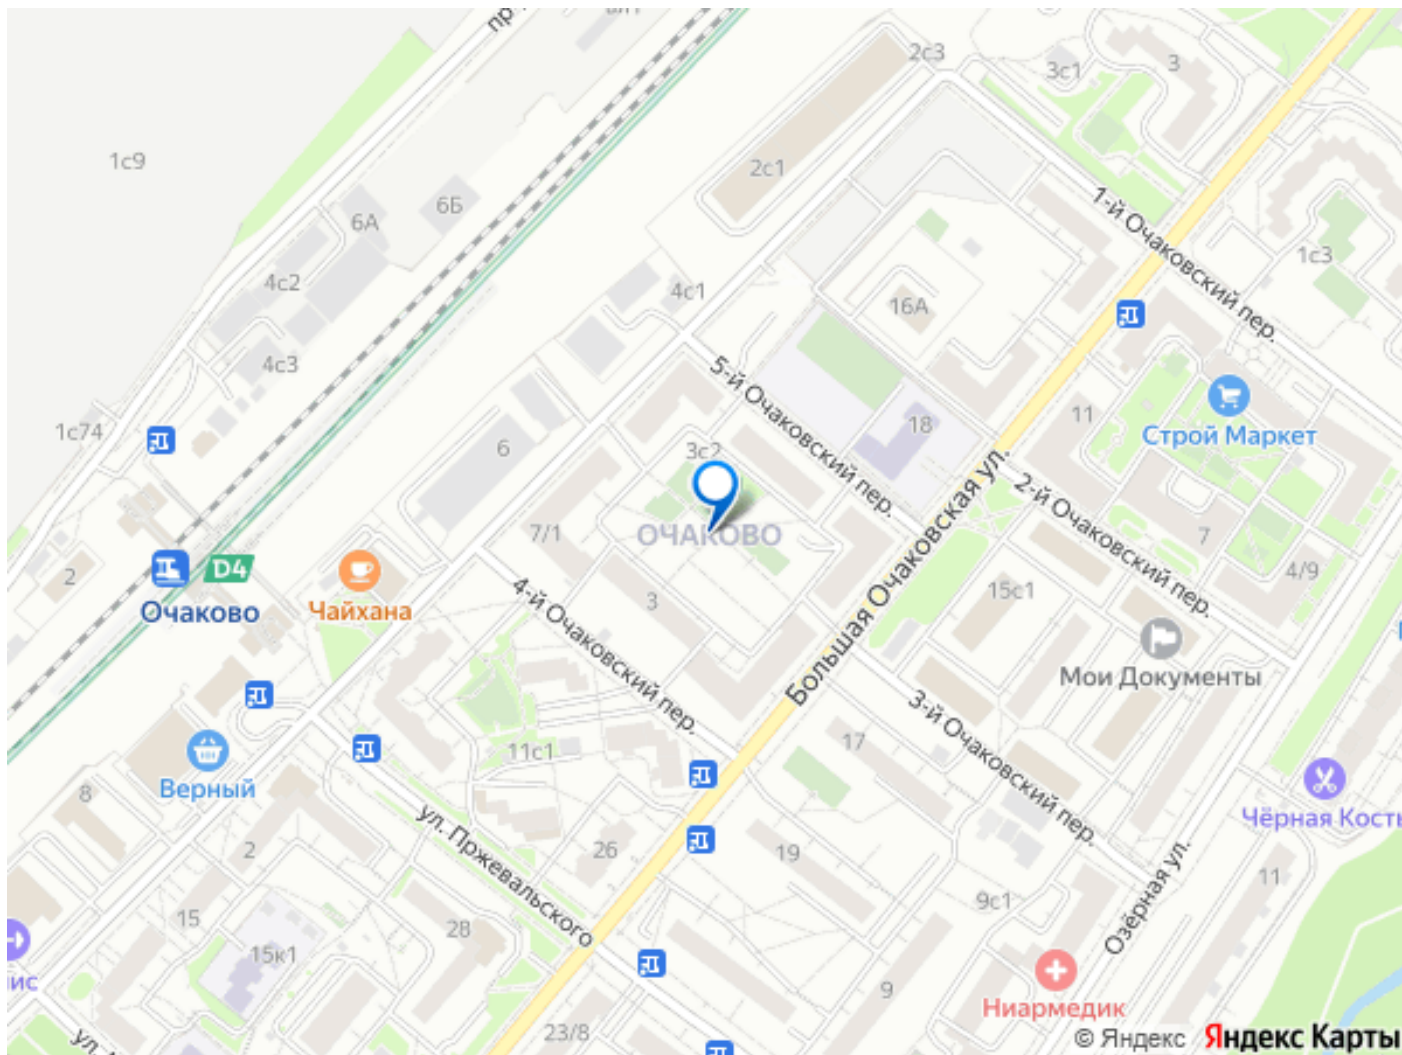 2с3
3с1
3
1с9
2с1
6Б
6А
1-й Очаковский пер.
1с3
4с2
4с1
16А
4с3
5-й Очаковский пер.
11
18
Строй Маркет
1с74
6
3с2
2-й Очаковский пер.
7
7/1
ОЧАКОВО
Большая Очаковская ул.
4/9
2
D4
Очаково
Чайхана
4-й Очаковский пер.
3
15с1
Мои Документы
3-й Очаковский пер.
17
11с1
Верный
8
Чёрная Кость
ул. Пржевальского
2
26
19
11
Озёрная ул.
9с1
15
28
15к1
9
Ниармедик
23/8
© Яндекс Яндекс Карты